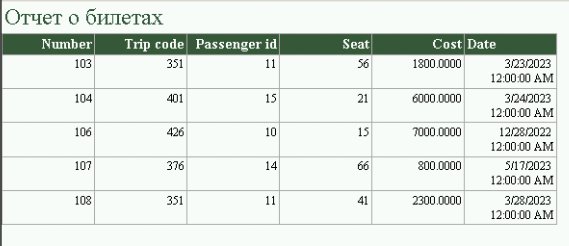 Отчет о билетах
Number Trip code Passenger id Seat Cost Date
103 351 11 56 1800.0000 3/23/2023
12:00:00 AM
104 401 15 21 6000.0000 3/24/2023
12:00:00 AM
106 426 10 15 7000.0000 12/28/2022
12:00:00 AM
107 376 14 66 800.0000 5/17/2023
12:00:00 AM
108 351 11 41 2300.0000 3/28/2023
12:00:00 AM